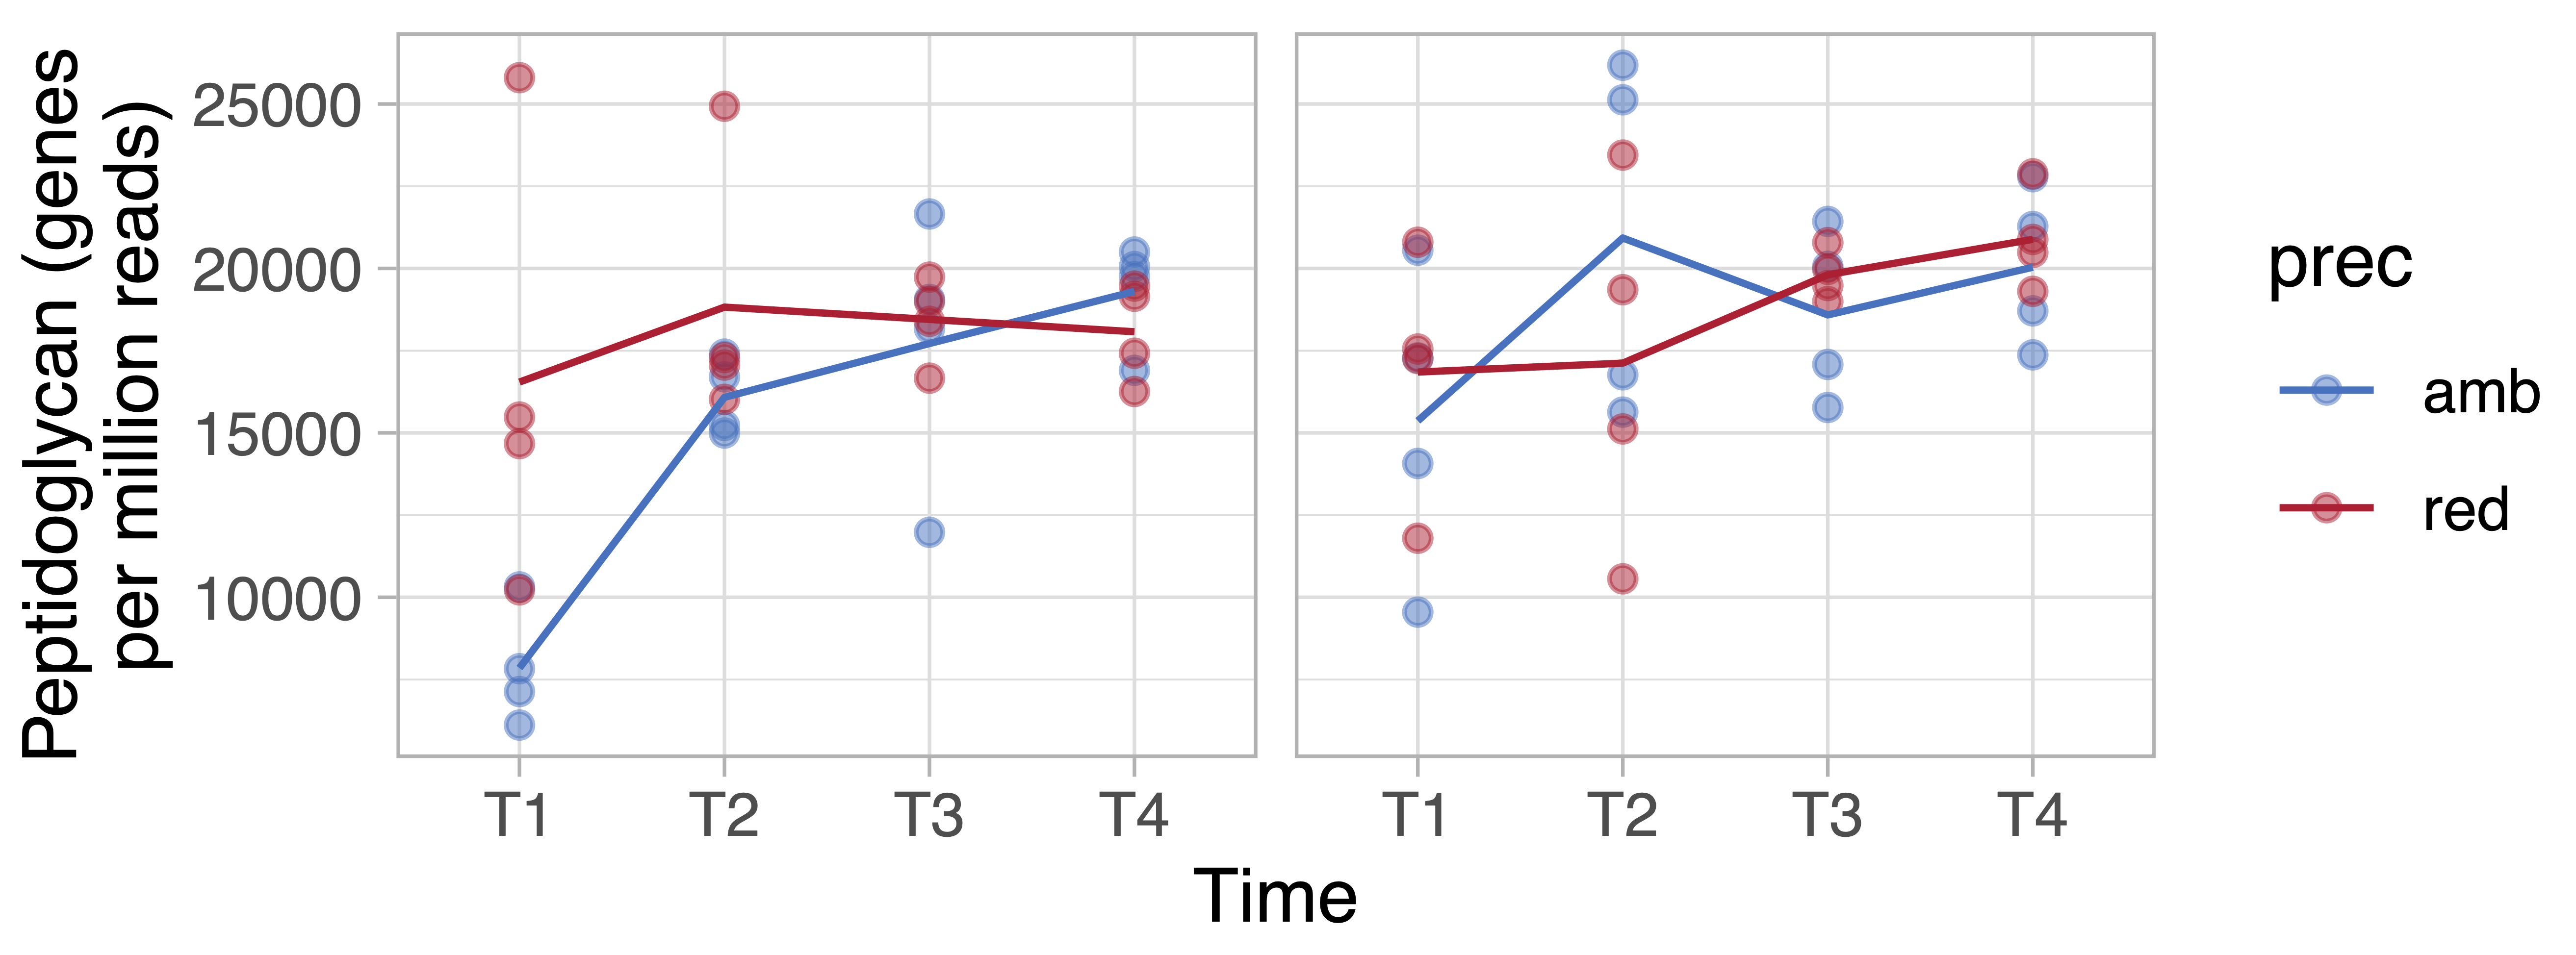 Peptidoglycan (genes
per million reads)
25000
20000
15000
10000
T1 T2 T3 T4
T1 T2 T3 T4
Time
prec
amb
red